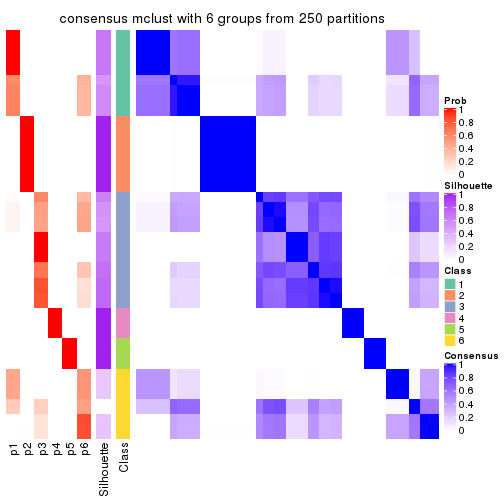 consensus mclust with 6 groups from 250 partitions
Prob
1
0.8
0.6
0.4
0.2
0
Silhouette
1
0.8
0.6
0.4
0.2
0
Class
1
2
3
4
5
6
Consensus
1
0.8
0.6
0.4
0.2
0
p1
p2
p3
p4
p5
p6
Silhouette
Class